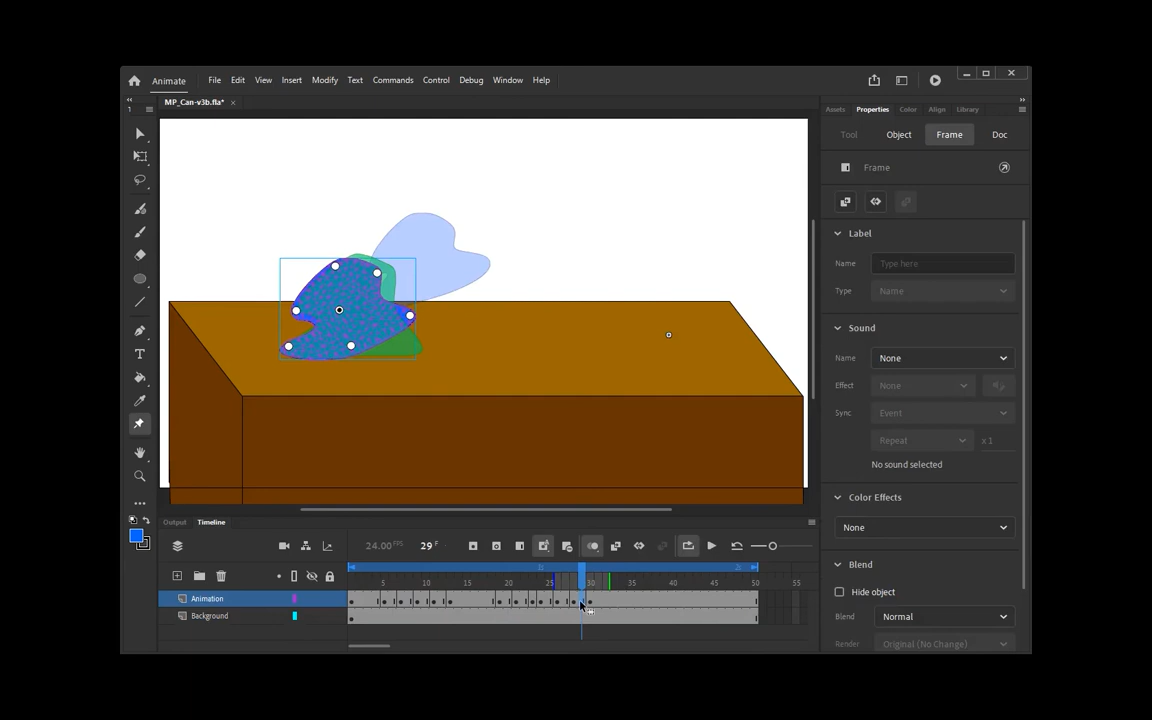 Animate File Edit View Insert Modify Text Commands Control Debug Window Help
MP_Can-v3b.fla* ×
Assets Properties Color Align Library
Tool Object Frame Doc
Frame
Label
Name Type here
Type Name
Sound
Name None
Effect None
Sync Event
Repeat x 1
No sound selected
Color Effects
None
Blend
Hide object
Blend Normal
Render Original (No Change)
Output Timeline
24.00 FPS 29 F
1s 2s
5 10 15 20 25 30 35 40 45 50 55
Animation
Background